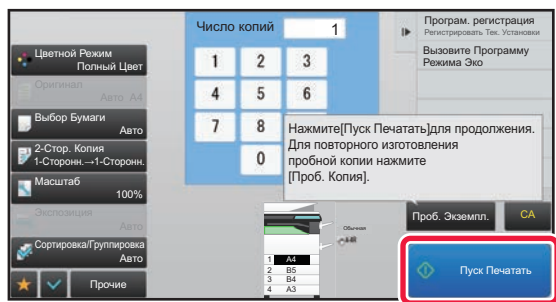 Число копий
1
Програм. регистрация
Регистрировать Тек. Установки
Вызовите Программу
Режима Эко
Цветной Режим
Полный Цвет
Оригинал
Авто A4
Выбор Бумаги
Авто
2-Стор. Копия
1-Сторонн.→1-Сторонн.
Масштаб
100%
Экспозиция
Авто
Сортировка/Группировка
Авто
Прочие
1 2 3
4 5 6
7 8
0
Нажмите[Пуск Печатать]для продолжения.
Для повторного изготовления
пробной копии нажмите
[Проб. Копия].
Обычная
A4R
1 A4
2 B5
3 B4
4 A3
Проб. Экземпл.
CA
Пуск Печатать